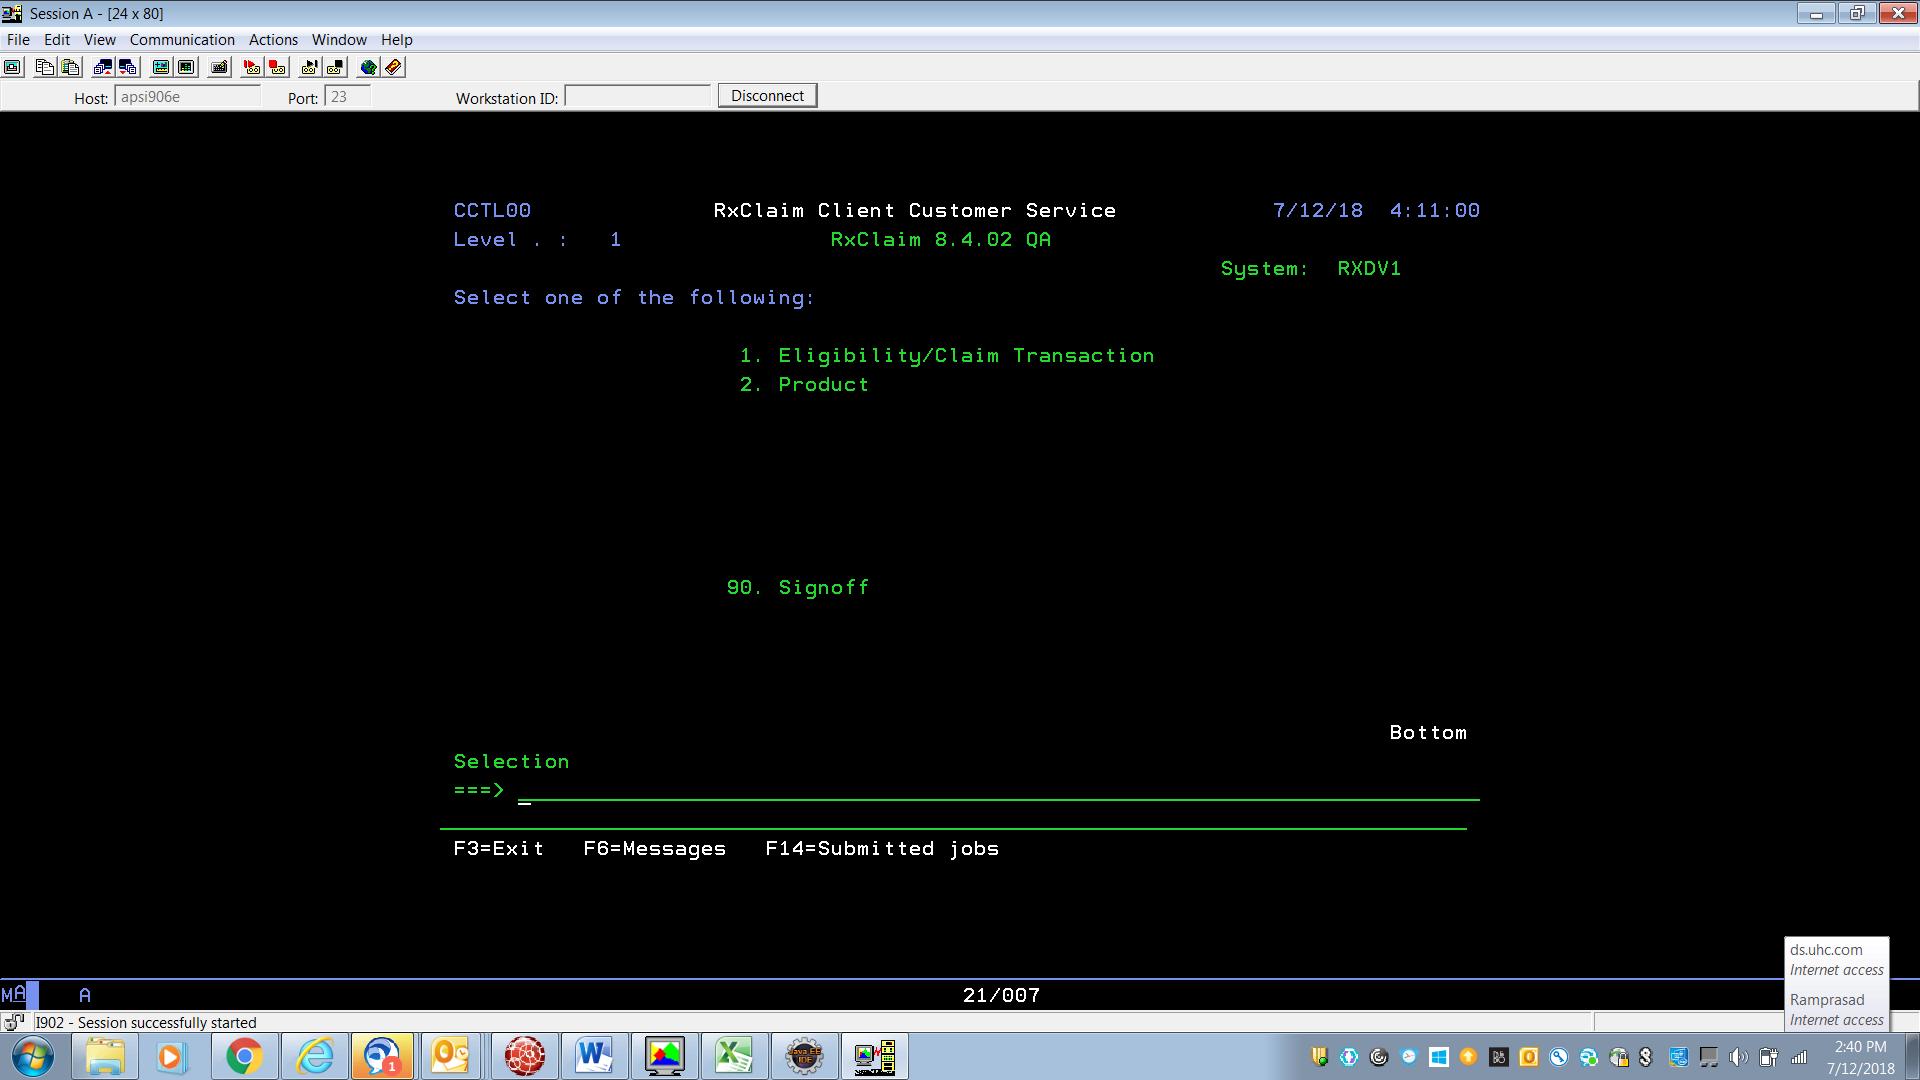 Session A - [24 x 80]
File Edit View Communication Actions Window Help
Host: apsi906e Port: 23 Workstation ID: Disconnect
CCTL00 RxClaim Client Customer Service 7/12/18 4:11:00
Level . : 1 RxClaim 8.4.02 QA
System: RXDV1
Select one of the following:
1. Eligibility/Claim Transaction
2. Product
90. Signoff
Bottom
Selection
===>
F3=Exit F6=Messages F14=Submitted jobs
ds.uhc.com
Internet access
Ramprasad
Internet access
MA A 21/007
I902 - Session successfully started
2:40 PM
7/12/2018